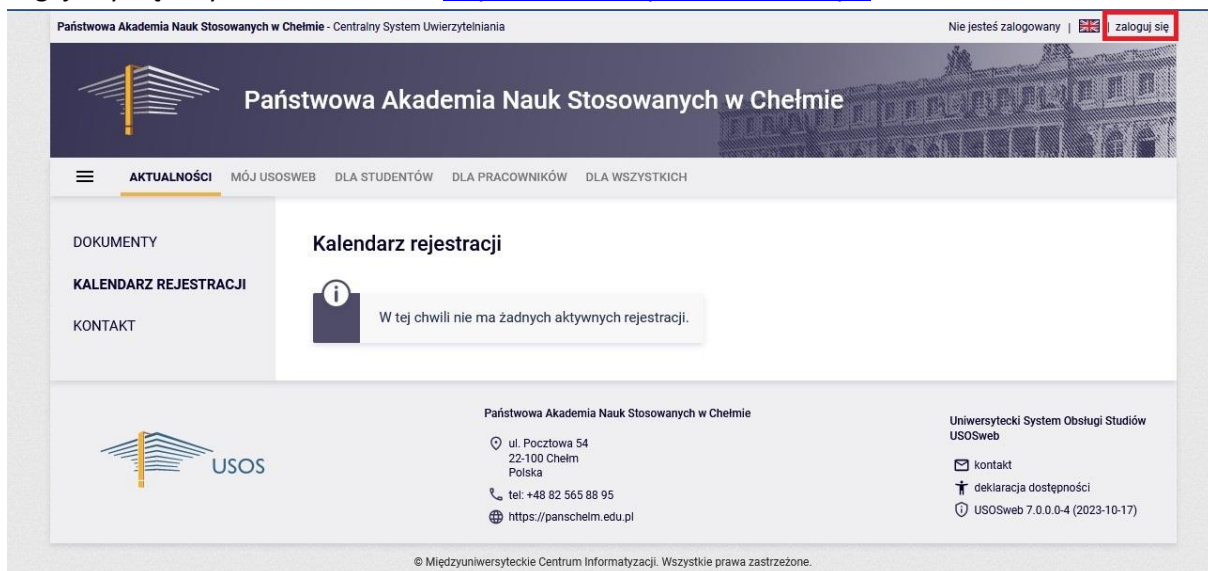 Państwowa Akademia Nauk Stosowanych w Chełmie - Centralny System Uwierzytelniania
Nie jesteś zalogowany | | zaloguj się
Państwowa Akademia Nauk Stosowanych w Chełmie
AKTUALNOŚCI MÓJ USOSWEB DLA STUDENTÓW DLA PRACOWNIKÓW DLA WSZYSTKICH
DOKUMENTY
KALENDARZ REJESTRACJI
KONTAKT
Kalendarz rejestracji
W tej chwili nie ma żadnych aktywnych rejestracji.
USOS
Państwowa Akademia Nauk Stosowanych w Chełmie
ul. Pocztowa 54
22-100 Chełm
Polska
tel: +48 82 565 88 95
https://panschelm.edu.pl
Uniwersytecki System Obsługi Studiów
USOSweb
kontakt
deklaracja dostępności
USOSweb 7.0.0.0-4 (2023-10-17)
© Międzyuniwersyteckie Centrum Informatyzacji. Wszystkie prawa zastrzeżone.